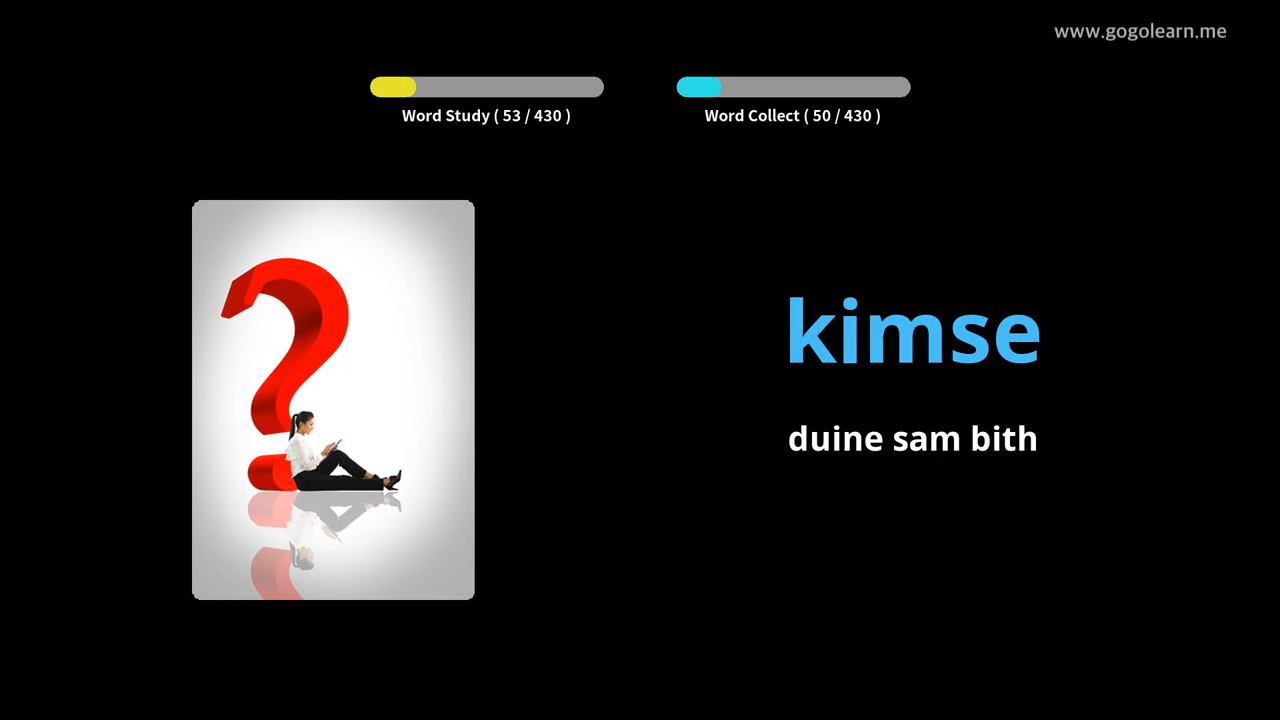 www.gogolearn.me
Word Study ( 53 / 430 )
Word Collect ( 50 / 430 )
kimse
duine sam bith